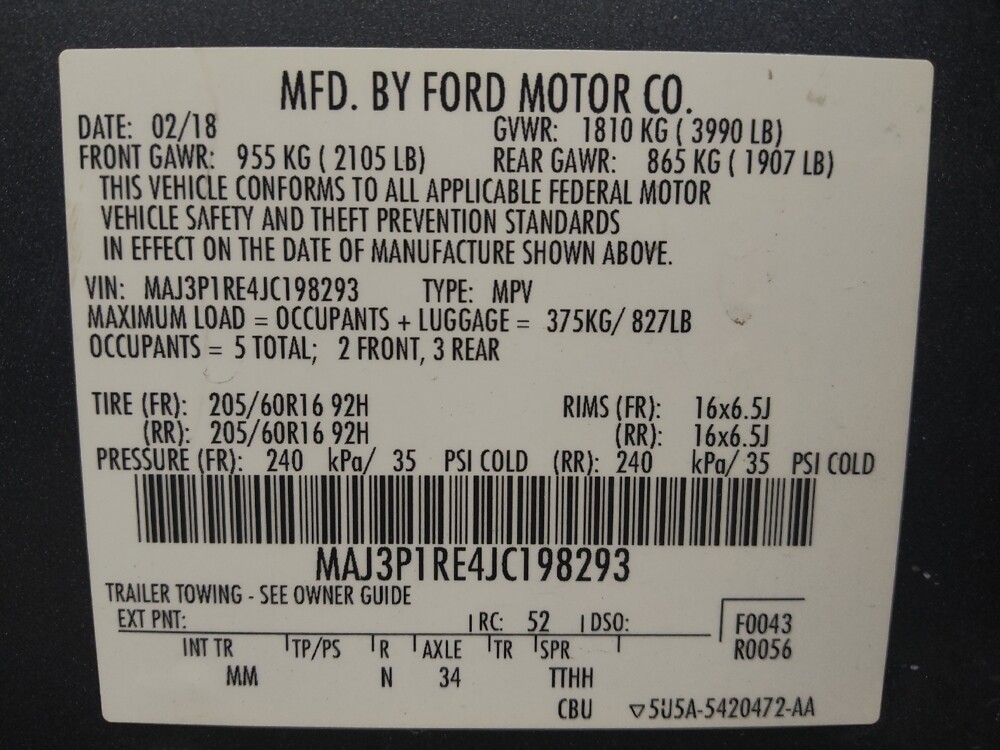 MFD. BY FORD MOTOR CO.
DATE: 02/18 GVWR: 1810 KG ( 3990 LB)
FRONT GAWR: 955 KG ( 2105 LB) REAR GAWR: 865 KG ( 1907 LB)
THIS VEHICLE CONFORMS TO ALL APPLICABLE FEDERAL MOTOR
VEHICLE SAFETY AND THEFT PREVENTION STANDARDS
IN EFFECT ON THE DATE OF MANUFACTURE SHOWN ABOVE.
VIN: MAJ3P1RE4JC198293 TYPE: MPV
MAXIMUM LOAD = OCCUPANTS + LUGGAGE = 375KG/ 827LB
OCCUPANTS = 5 TOTAL; 2 FRONT, 3 REAR
TIRE (FR): 205/60R16 92H RIMS (FR): 16x6.5J
(RR): 205/60R16 92H (RR): 16x6.5J
PRESSURE (FR): 240 kPa/ 35 PSI COLD (RR): 240 kPa/ 35 PSI COLD
MAJ3P1RE4JC198293
TRAILER TOWING - SEE OWNER GUIDE
EXT PNT: RC: 52 DSO: F0043
INT TR TP/PS R AXLE TR SPR R0056
MM N 34 TTHH
CBU ▽5U5A-5420472-AA